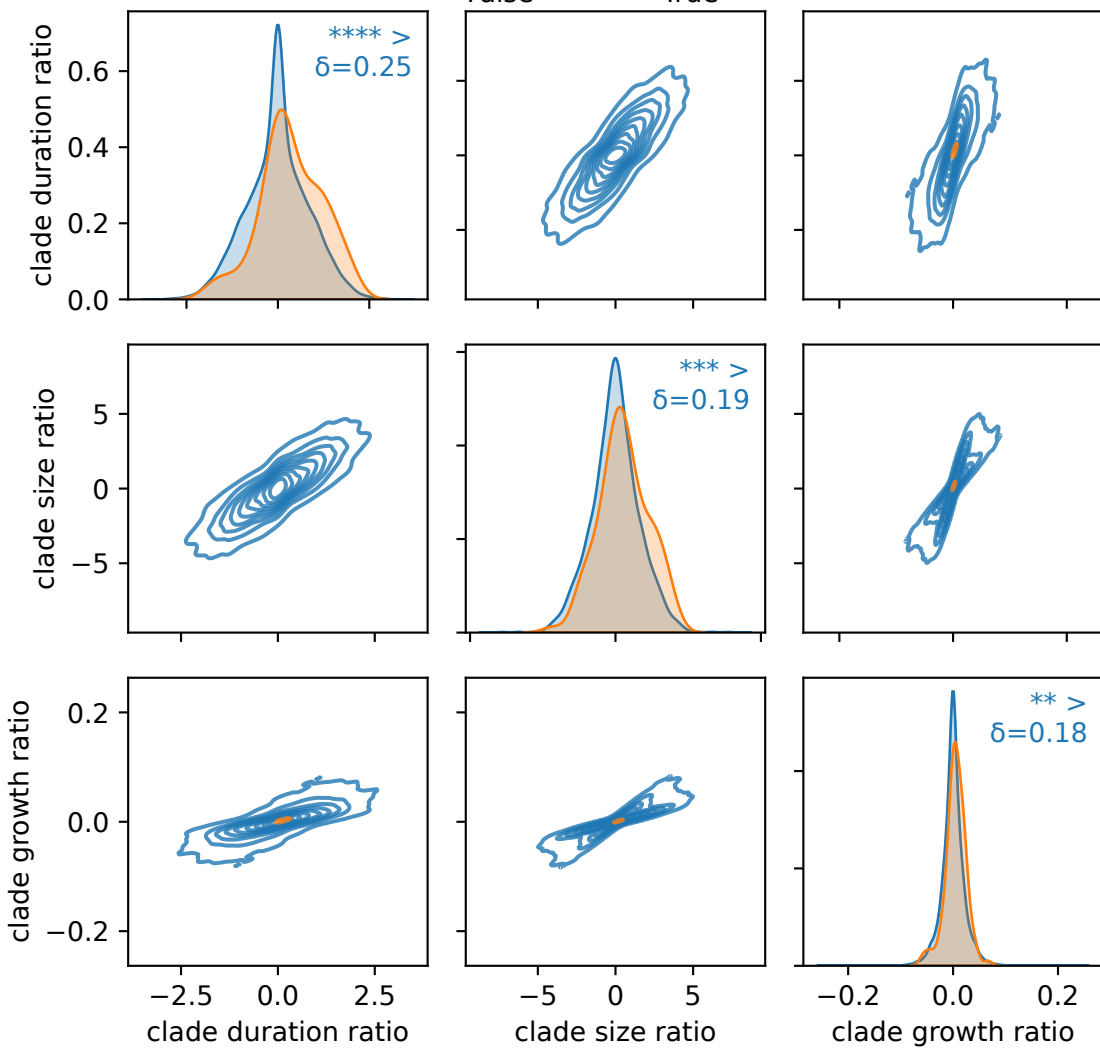 **** >
δ=0.25
clade duration ratio
0.6
0.4
0.2
0.0
*** >
δ=0.19
clade size ratio
5
0
−5
** >
δ=0.18
clade growth ratio
0.2
0.0
−0.2
−2.5 0.0 2.5
−5 0 5
−0.2 0.0 0.2
clade duration ratio
clade size ratio
clade growth ratio